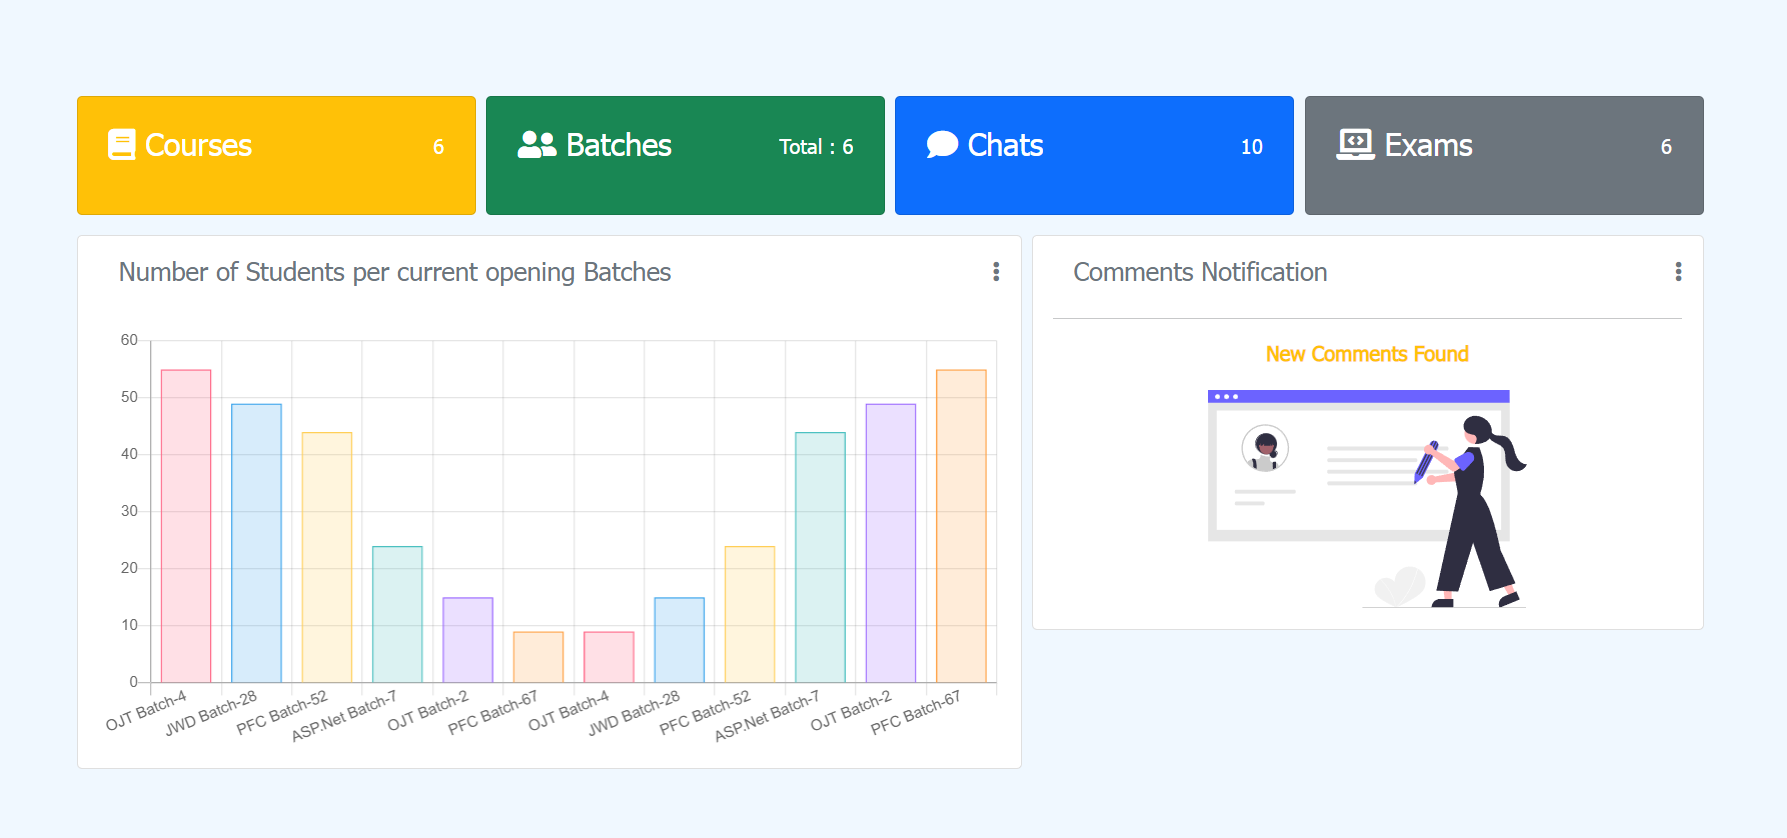 Courses 6
Batches Total : 6
Chats 10
Exams 6
Number of Students per current opening Batches
60
50
40
30
20
10
0
OJT Batch-4
JWD Batch-28
PFC Batch-52
ASP.Net Batch-7
OJT Batch-2
PFC Batch-67
OJT Batch-4
JWD Batch-28
PFC Batch-52
ASP.Net Batch-7
OJT Batch-2
PFC Batch-67
Comments Notification
New Comments Found